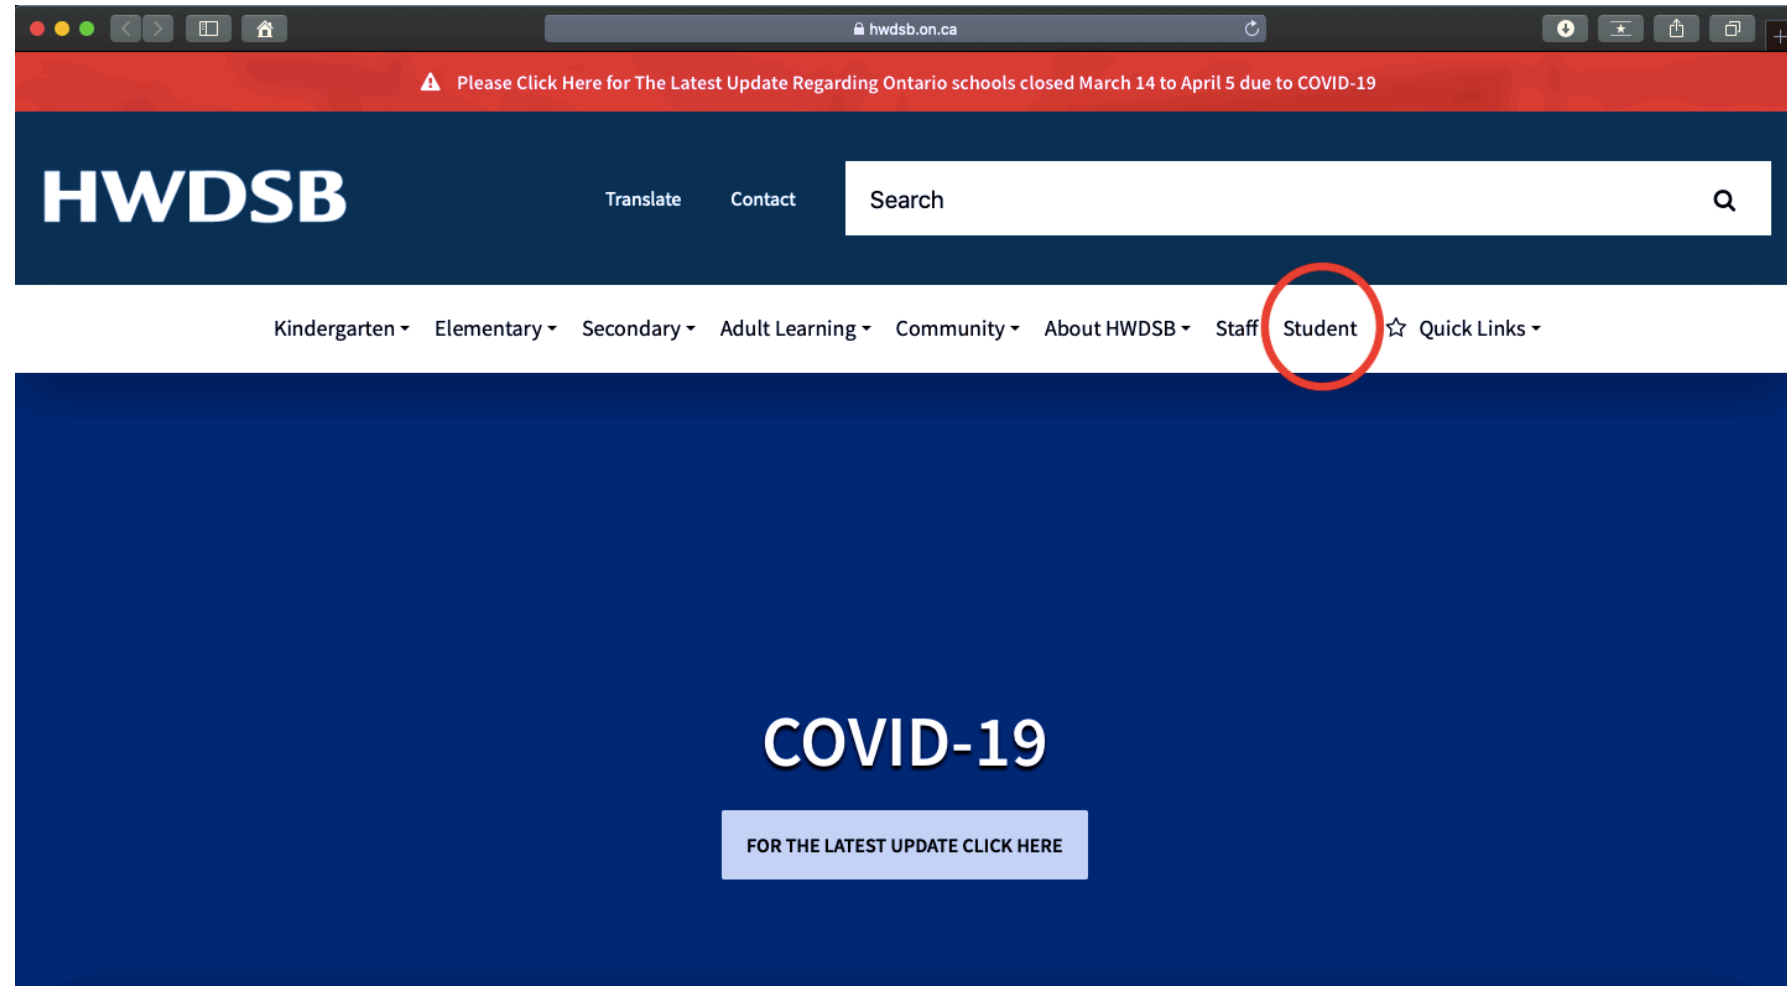 hwdsb.on.ca
Please Click Here for The Latest Update Regarding Ontario schools closed March 14 to April 5 due to COVID-19
HWDSB
Translate Contact Search
Kindergarten Elementary Secondary Adult Learning Community About HWDSB Staff Student Quick Links
COVID-19
FOR THE LATEST UPDATE CLICK HERE